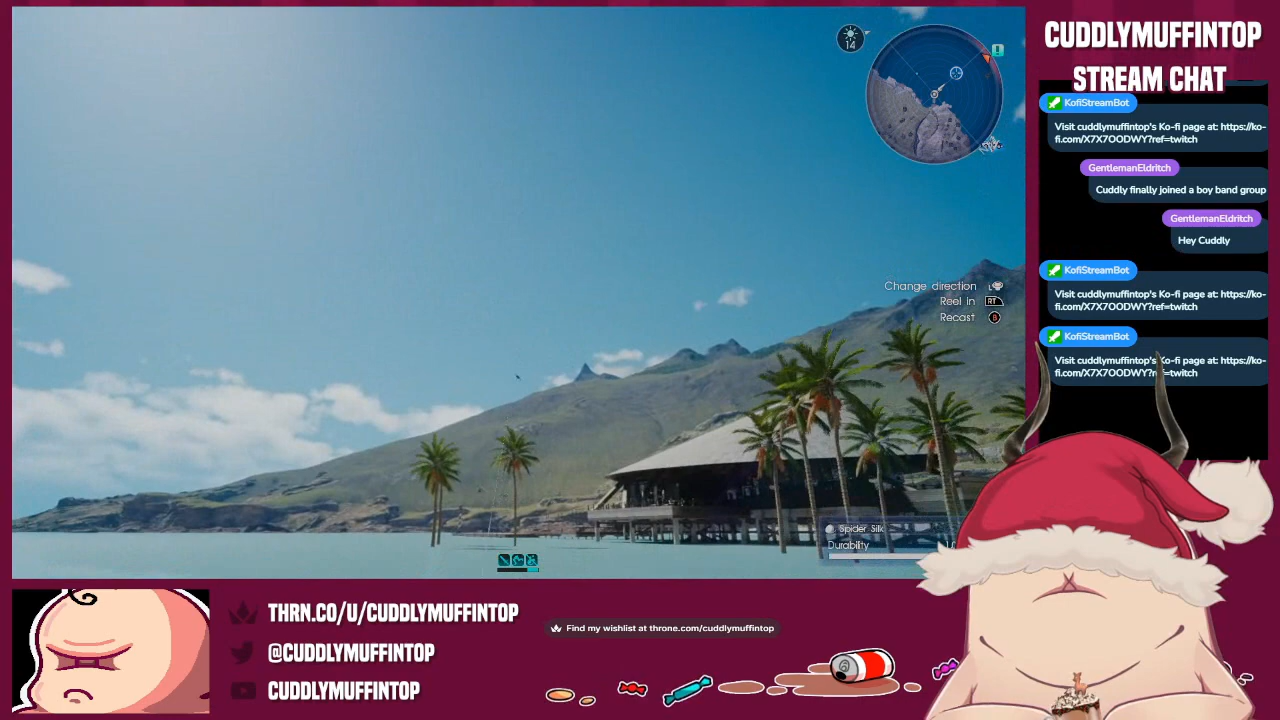 CUDDLYMUFFINTOP
STREAM CHAT
14
KofiStreamBot
Visit cuddlymuffintop's Ko-fi page at: https://ko-
fi.com/X7X7OODWY?ref=twitch
GentlemanEldritch
Cuddly finally joined a boy band group
GentlemanEldritch
Hey Cuddly
KofiStreamBot
Visit cuddlymuffintop's Ko-fi page at: https://ko-
fi.com/X7X7OODWY?ref=twitch
KofiStreamBot
Visit cuddlymuffintop's Ko-fi page at: https://ko-
fi.com/X7X7OODWY?ref=twitch
Change direction L
Reel in RT
Recast B
Spider Silk
Durability
THRN.CO/U/CUDDLYMUFFINTOP
@CUDDLYMUFFINTOP
CUDDLYMUFFINTOP
Find my wishlist at throne.com/cuddlymuffintop